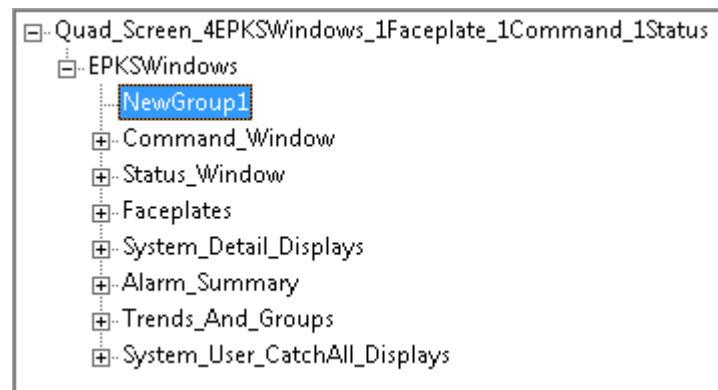 Quad_Screen_4EPKSWindows_1Faceplate_1Command_1Status
EPKSWindows
NewGroup1
Command_Window
Status_Window
Faceplates
System_Detail_Displays
Alarm_Summary
Trends_And_Groups
System_User_CatchAll_Displays